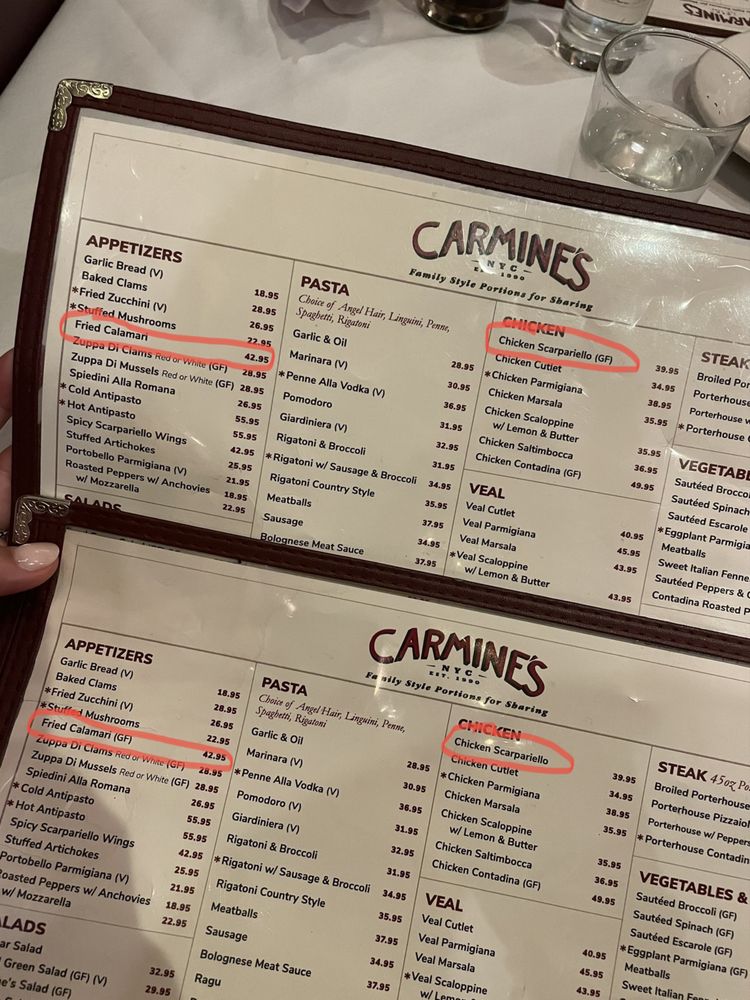 CARMINE'S
CARMINE'S
NYC
EST. 1990
Family Style Portions for Sharing
APPETIZERS
Garlic Bread (V) 18.95
Baked Clams 28.95
*Fried Zucchini (V) 26.95
*Stuffed Mushrooms 22.95
Fried Calamari 42.95
Zuppa Di Clams Red or White (GF) 28.95
Zuppa Di Mussels Red or White (GF) 28.95
Spiedini Alla Romana 26.95
*Cold Antipasto 55.95
*Hot Antipasto 55.95
Spicy Scarpariello Wings 42.95
Stuffed Artichokes 25.95
Portobello Parmigiana (V) 21.95
Roasted Peppers w/ Anchovies 18.95
w/ Mozzarella 22.95
SALADS
PASTA
Choice of Angel Hair, Linguini, Penne,
Spaghetti, Rigatoni
Garlic & Oil 28.95
Marinara (V) 30.95
*Penne Alla Vodka (V) 36.95
Pomodoro 31.95
Giardiniera (V) 32.95
Rigatoni & Broccoli 31.95
*Rigatoni w/ Sausage & Broccoli 34.95
Rigatoni Country Style 35.95
Meatballs 37.95
Sausage 34.95
Bolognese Meat Sauce 37.95
CHICKEN
Chicken Scarpariello (GF) 39.95
Chicken Cutlet 34.95
*Chicken Parmigiana 38.95
Chicken Marsala 35.95
Chicken Scaloppine
w/ Lemon & Butter 35.95
Chicken Saltimbocca 36.95
Chicken Contadina (GF) 49.95
VEAL
Veal Cutlet 40.95
Veal Parmigiana 45.95
Veal Marsala 43.95
*Veal Scaloppine
w/ Lemon & Butter 43.95
STEAK
Broiled Por
Porterhouse
Porterhouse w
*Porterhouse C
VEGETABL
Sautéed Brocco
Sautéed Spinach
Sautéed Escarole
*Eggplant Parmigia
Meatballs
Sweet Italian Fenne
Sautéed Peppers & O
Contadina Roasted P
CARMINE'S
NYC
EST. 1990
Family Style Portions for Sharing
APPETIZERS
Garlic Bread (V) 18.95
Baked Clams 28.95
*Fried Zucchini (V) 26.95
*Stuffed Mushrooms 22.95
Fried Calamari (GF) 42.95
Zuppa Di Clams Red or White (GF) 28.95
Zuppa Di Mussels Red or White (GF) 28.95
Spiedini Alla Romana 26.95
*Cold Antipasto 55.95
*Hot Antipasto 55.95
Spicy Scarpariello Wings 42.95
Stuffed Artichokes 25.95
Portobello Parmigiana (V) 21.95
Roasted Peppers w/ Anchovies 18.95
w/ Mozzarella 22.95
ALADS
ar Salad 32.95
Green Salad (GF) (V) 29.95
e's Salad (GF)
PASTA
Choice of Angel Hair, Linguini, Penne,
Spaghetti, Rigatoni
Garlic & Oil 28.95
Marinara (V) 30.95
*Penne Alla Vodka (V) 36.95
Pomodoro (V) 31.95
Giardiniera (V) 32.95
Rigatoni & Broccoli 31.95
*Rigatoni w/ Sausage & Broccoli 34.95
Rigatoni Country Style 35.95
Meatballs 37.95
Sausage 34.95
Bolognese Meat Sauce 37.95
Ragu
CHICKEN
Chicken Scarpariello 39.95
Chicken Cutlet 34.95
*Chicken Parmigiana 38.95
Chicken Marsala 35.95
Chicken Scaloppine
w/ Lemon & Butter 35.95
Chicken Saltimbocca 36.95
Chicken Contadina (GF) 49.95
VEAL
Veal Cutlet 40.95
Veal Parmigiana 45.95
Veal Marsala 43.95
*Veal Scaloppine
w/ Lemon &
STEAK 45oz Po
Broiled Porterhouse
Porterhouse Pizzaiol
Porterhouse w/ Peppers
*Porterhouse Contadin
VEGETABLES &
Sautéed Broccoli (GF)
Sautéed Spinach (GF)
Sautéed Escarole (GF)
*Eggplant Parmigiana (GF)
Meatballs
Sweet Italian Fen